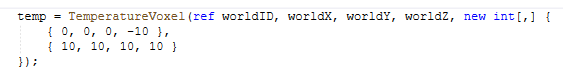 temp = TemperatureVoxel(ref worldID, worldX, worldY, worldZ, new int[,] {
    { 0, 0, 0, -10 },
    { 10, 10, 10, 10 }
});